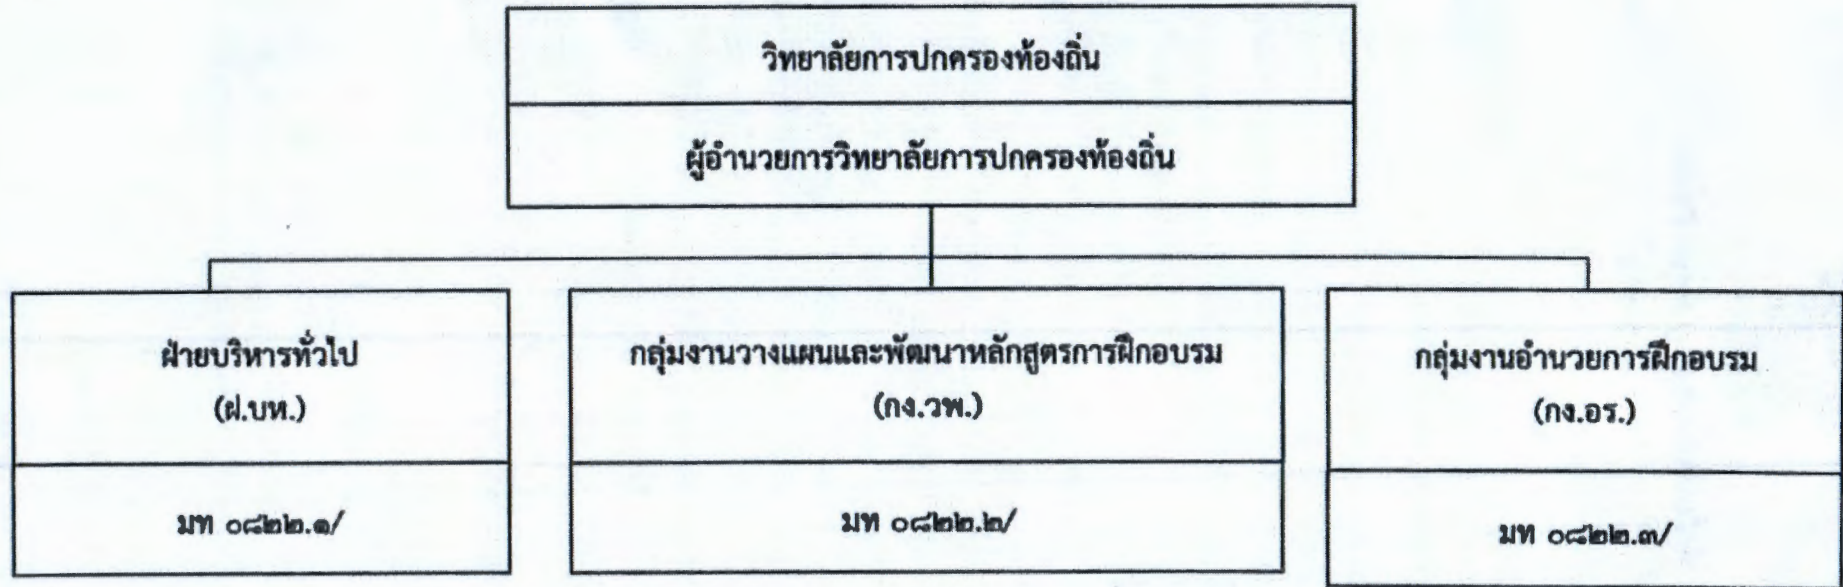 วิทยาลัยการปกครองท้องถิ่น
ผู้อำนวยการวิทยาลัยการปกครองท้องถิ่น
ฝ่ายบริหารทั่วไป
(ฝ.บท.)
มท ๐๘๒๒.๑/
กลุ่มงานวางแผนและพัฒนาหลักสูตรการฝึกอบรม
(กง.วพ.)
มท ๐๘๒๒.๒/
กลุ่มงานอำนวยการฝึกอบรม
(กง.อร.)
มท ๐๘๒๒.๓/